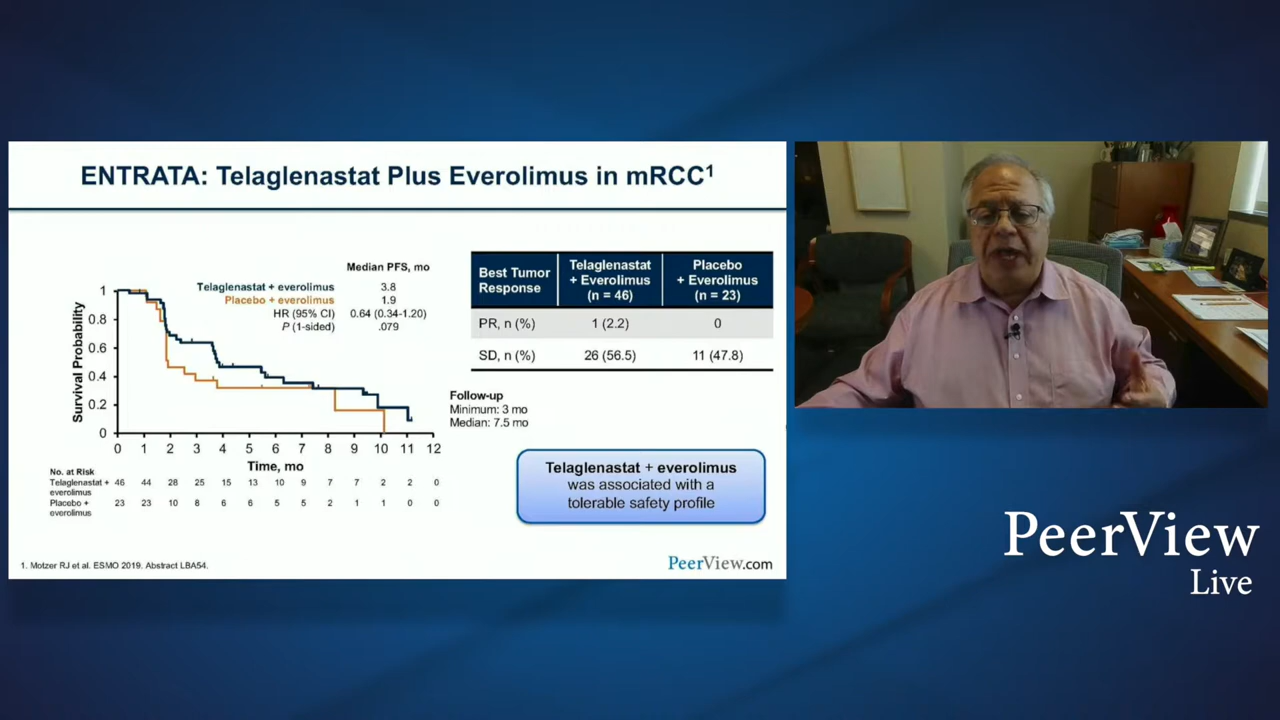 ENTRATA: Telaglenastat Plus Everolimus in mRCC1
Median PFS, mo
Telaglenastat + everolimus 3.8
Placebo + everolimus 1.9
HR (95% CI) 0.64 (0.34-1.20)
P (1-sided) .079
Survival Probability
1
0.8
0.6
0.4
0.2
0
0 1 2 3 4 5 6 7 8 9 10 11 12
Time, mo
No. at Risk
Telaglenastat + everolimus 46 44 28 25 15 13 10 9 7 7 2 2 0
Placebo + everolimus 23 23 10 8 6 6 5 5 2 1 1 0 0
Best Tumor Response
Telaglenastat + Everolimus (n = 46)
Placebo + Everolimus (n = 23)
PR, n (%) 1 (2.2) 0
SD, n (%) 26 (56.5) 11 (47.8)
Follow-up
Minimum: 3 mo
Median: 7.5 mo
Telaglenastat + everolimus
was associated with a
tolerable safety profile
1. Motzer RJ et al. ESMO 2019. Abstract LBA54.
PeerView.com
PeerView
Live